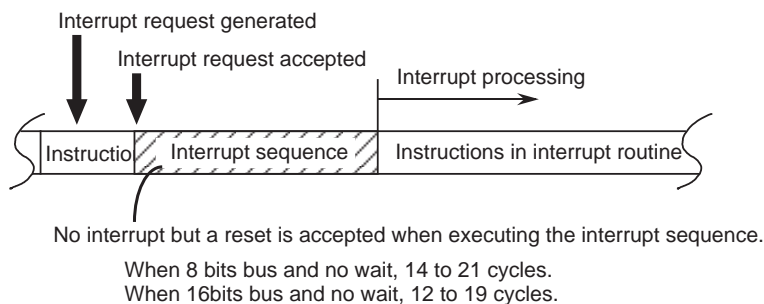 Interrupt request generated
Interrupt request accepted
Interrupt processing
Instructio
Interrupt sequence
Instructions in interrupt routine
No interrupt but a reset is accepted when executing the interrupt sequence.
When 8 bits bus and no wait, 14 to 21 cycles.
When 16bits bus and no wait, 12 to 19 cycles.